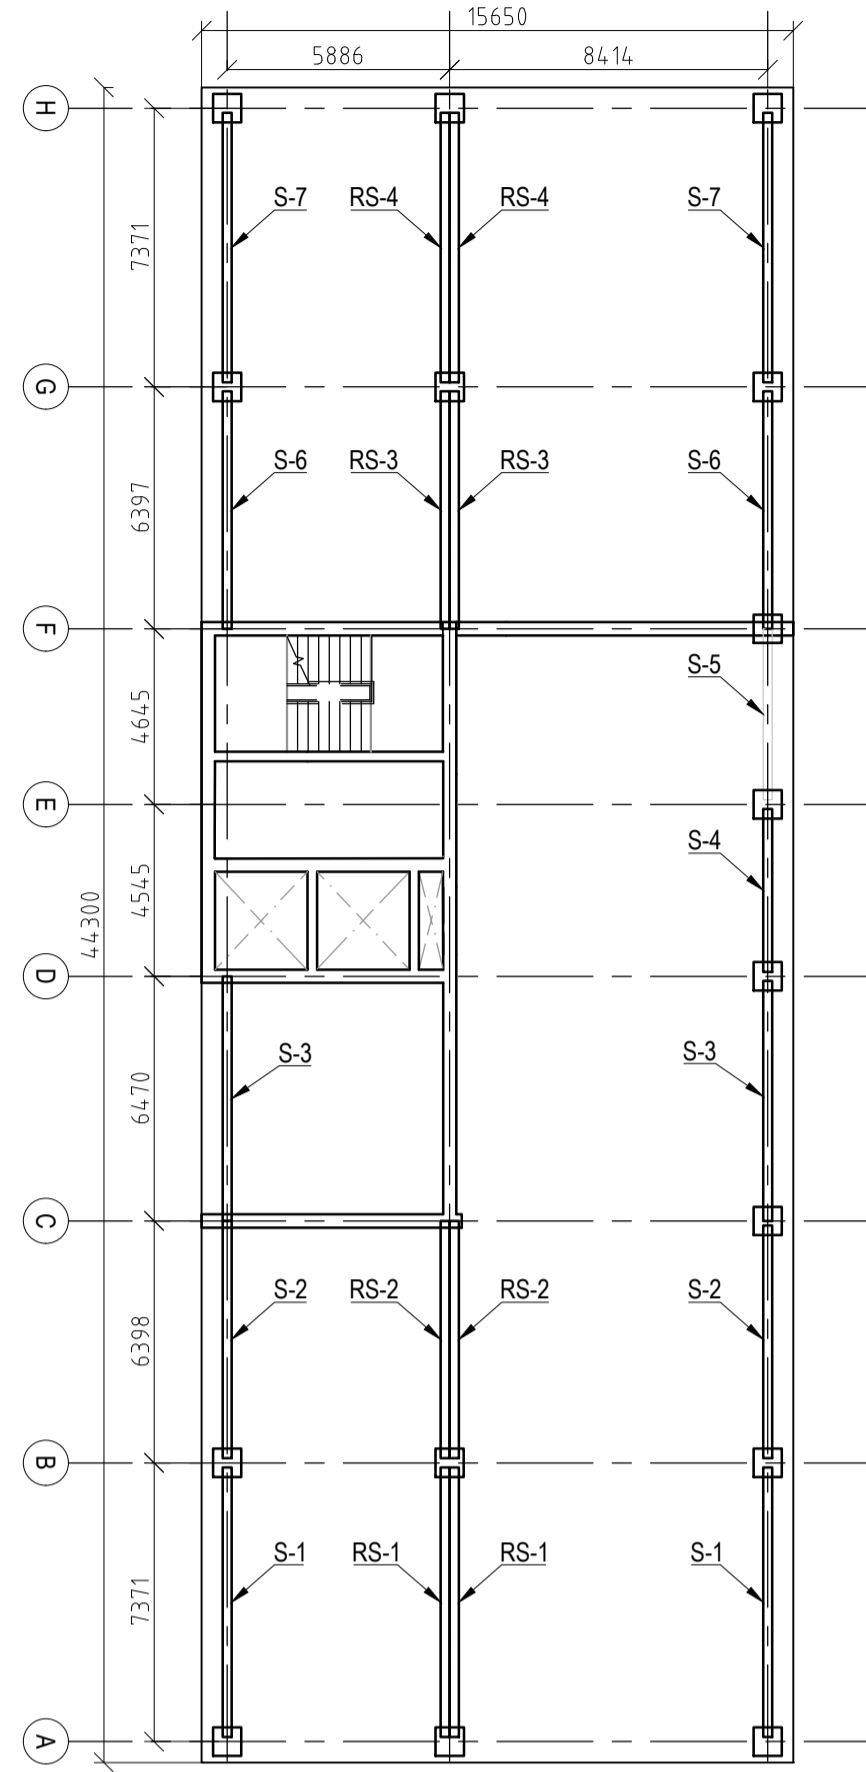 15650
5886
8414
H
S-7
RS-4
RS-4
S-7
7371
G
S-6
RS-3
RS-3
S-6
6397
F
S-5
4645
E
S-4
4545
44300
D
S-3
S-3
6470
C
S-2
RS-2
RS-2
S-2
6398
B
S-1
RS-1
RS-1
S-1
7371
A